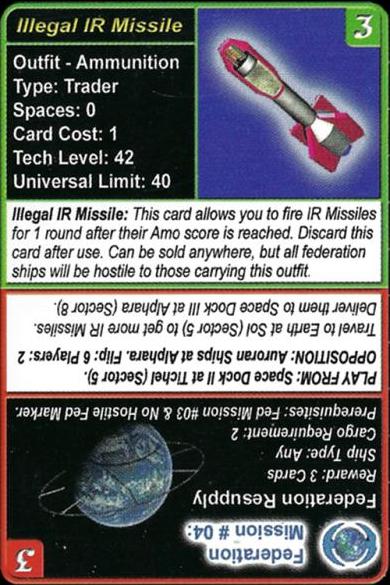 Illegal IR Missile
3
Outfit - Ammunition
Type: Trader
Spaces: 0
Card Cost: 1
Tech Level: 42
Universal Limit: 40
Illegal IR Missile: This card allows you to fire IR Missiles
for 1 round after their Amo score is reached. Discard this
card after use. Can be sold anywhere, but all federation
ships will be hostile to those carrying this outfit.
3
Federation
Mission # 04:
Federation Resupply
Reward: 3 Cards
Ship Type: Any
Cargo Requirement: 2
Prerequisites: Fed Mission #03 & No Hostile Fed Marker.
PLAY FROM: Space Dock II at Tichel (Sector 5).
OPPOSITION: Auroran Ships at Alphara. Flip: 6 Players: 2
Travel to Earth at Sol (Sector 5) to get more IR Missiles.
Deliver them to Space Dock III at Alphara (Sector 8).